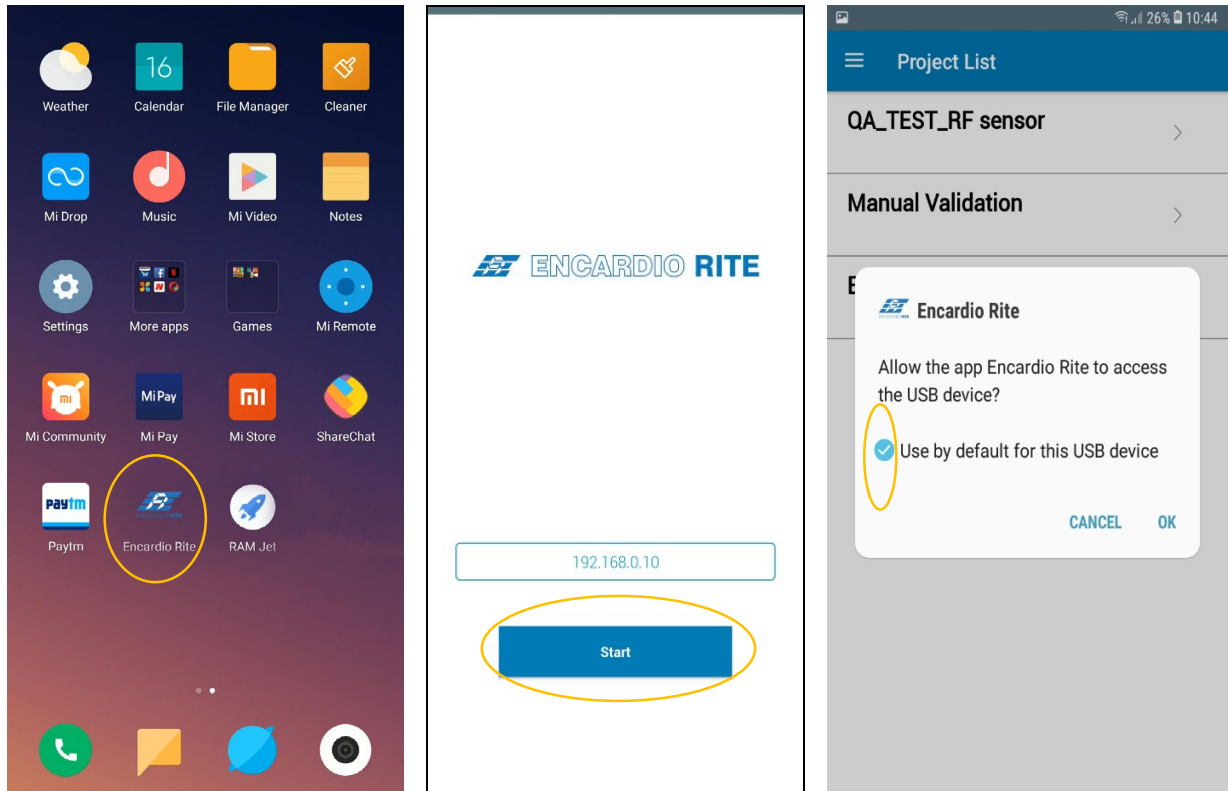 16
Weather
Calendar
File Manager
Cleaner
Mi Drop
Music
Mi Video
Notes
Settings
More apps
Games
Mi Remote
Mi Pay
Mi Community
Mi Pay
Mi Store
ShareChat
Paytm
Paytm
Encardio Rite
RAM Jet
ENCARDIO RITE
192.168.0.10
Start
26% 10:44
Project List
QA_TEST_RF sensor
Manual Validation
E
Encardio Rite
Allow the app Encardio Rite to access
the USB device?
Use by default for this USB device
CANCEL OK